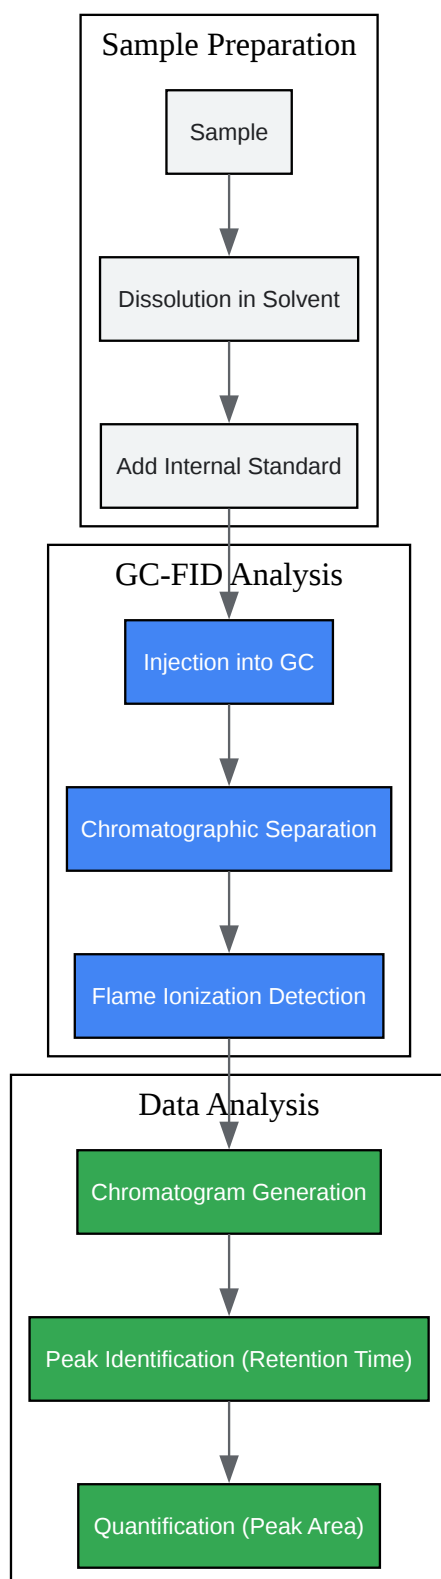 Sample Preparation
Sample
Dissolution in Solvent
Add Internal Standard
GC-FID Analysis
Injection into GC
Chromatographic Separation
Flame Ionization Detection
Data Analysis
Chromatogram Generation
Peak Identification (Retention Time)
Quantification (Peak Area)